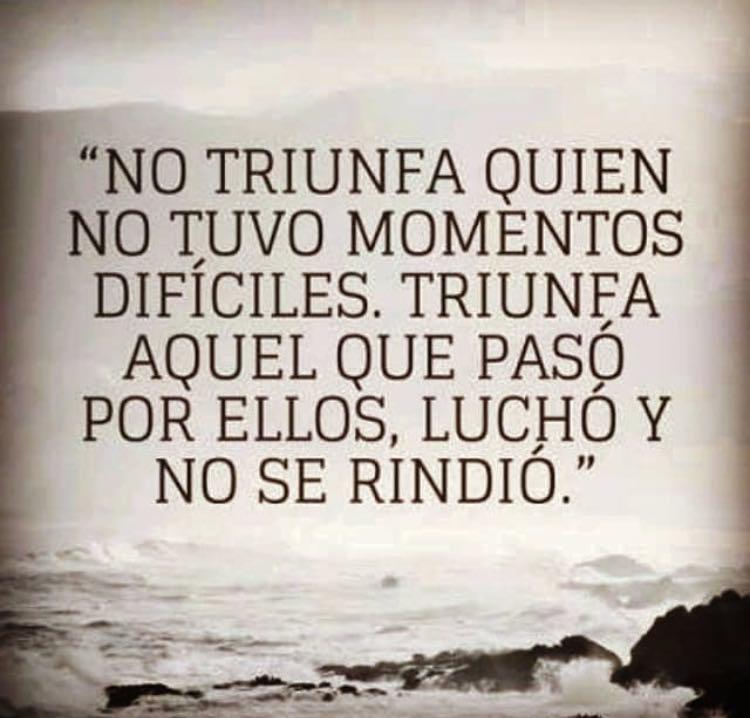 “NO TRIUNFA QUIEN
NO TUVO MOMENTOS
DIFÍCILES. TRIUNFA
AQUEL QUE PASÓ
POR ELLOS, LUCHÓ Y
NO SE RINDIÓ.”